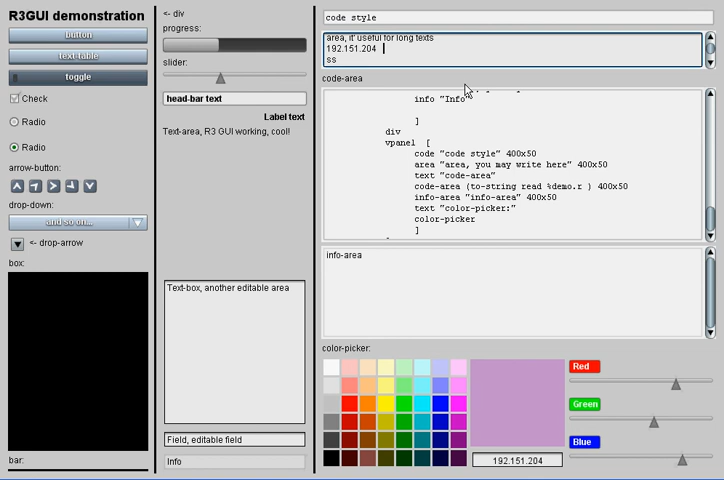 R3GUI demonstration
button
text-table
toggle
Check
Radio
Radio
arrow-button:
drop-down:
and so on...
<- drop-arrow
box:
bar:
<- div
progress:
slider:
head-bar text
Label text
Text-area, R3 GUI working, cool!
Text-box, another editable area
Field, editable field
Info
code style
area, it' useful for long texts
192.151.204
ss
code-area
info "Info"
]
div
vpanel [
code "code style" 400x50
area "area, you may write here" 400x50
text "code-area"
code-area (to-string read %demo.r ) 400x50
info-area "info-area" 400x50
text "color-picker:"
color-picker
]
info-area
color-picker:
Red
Green
Blue
192.151.204